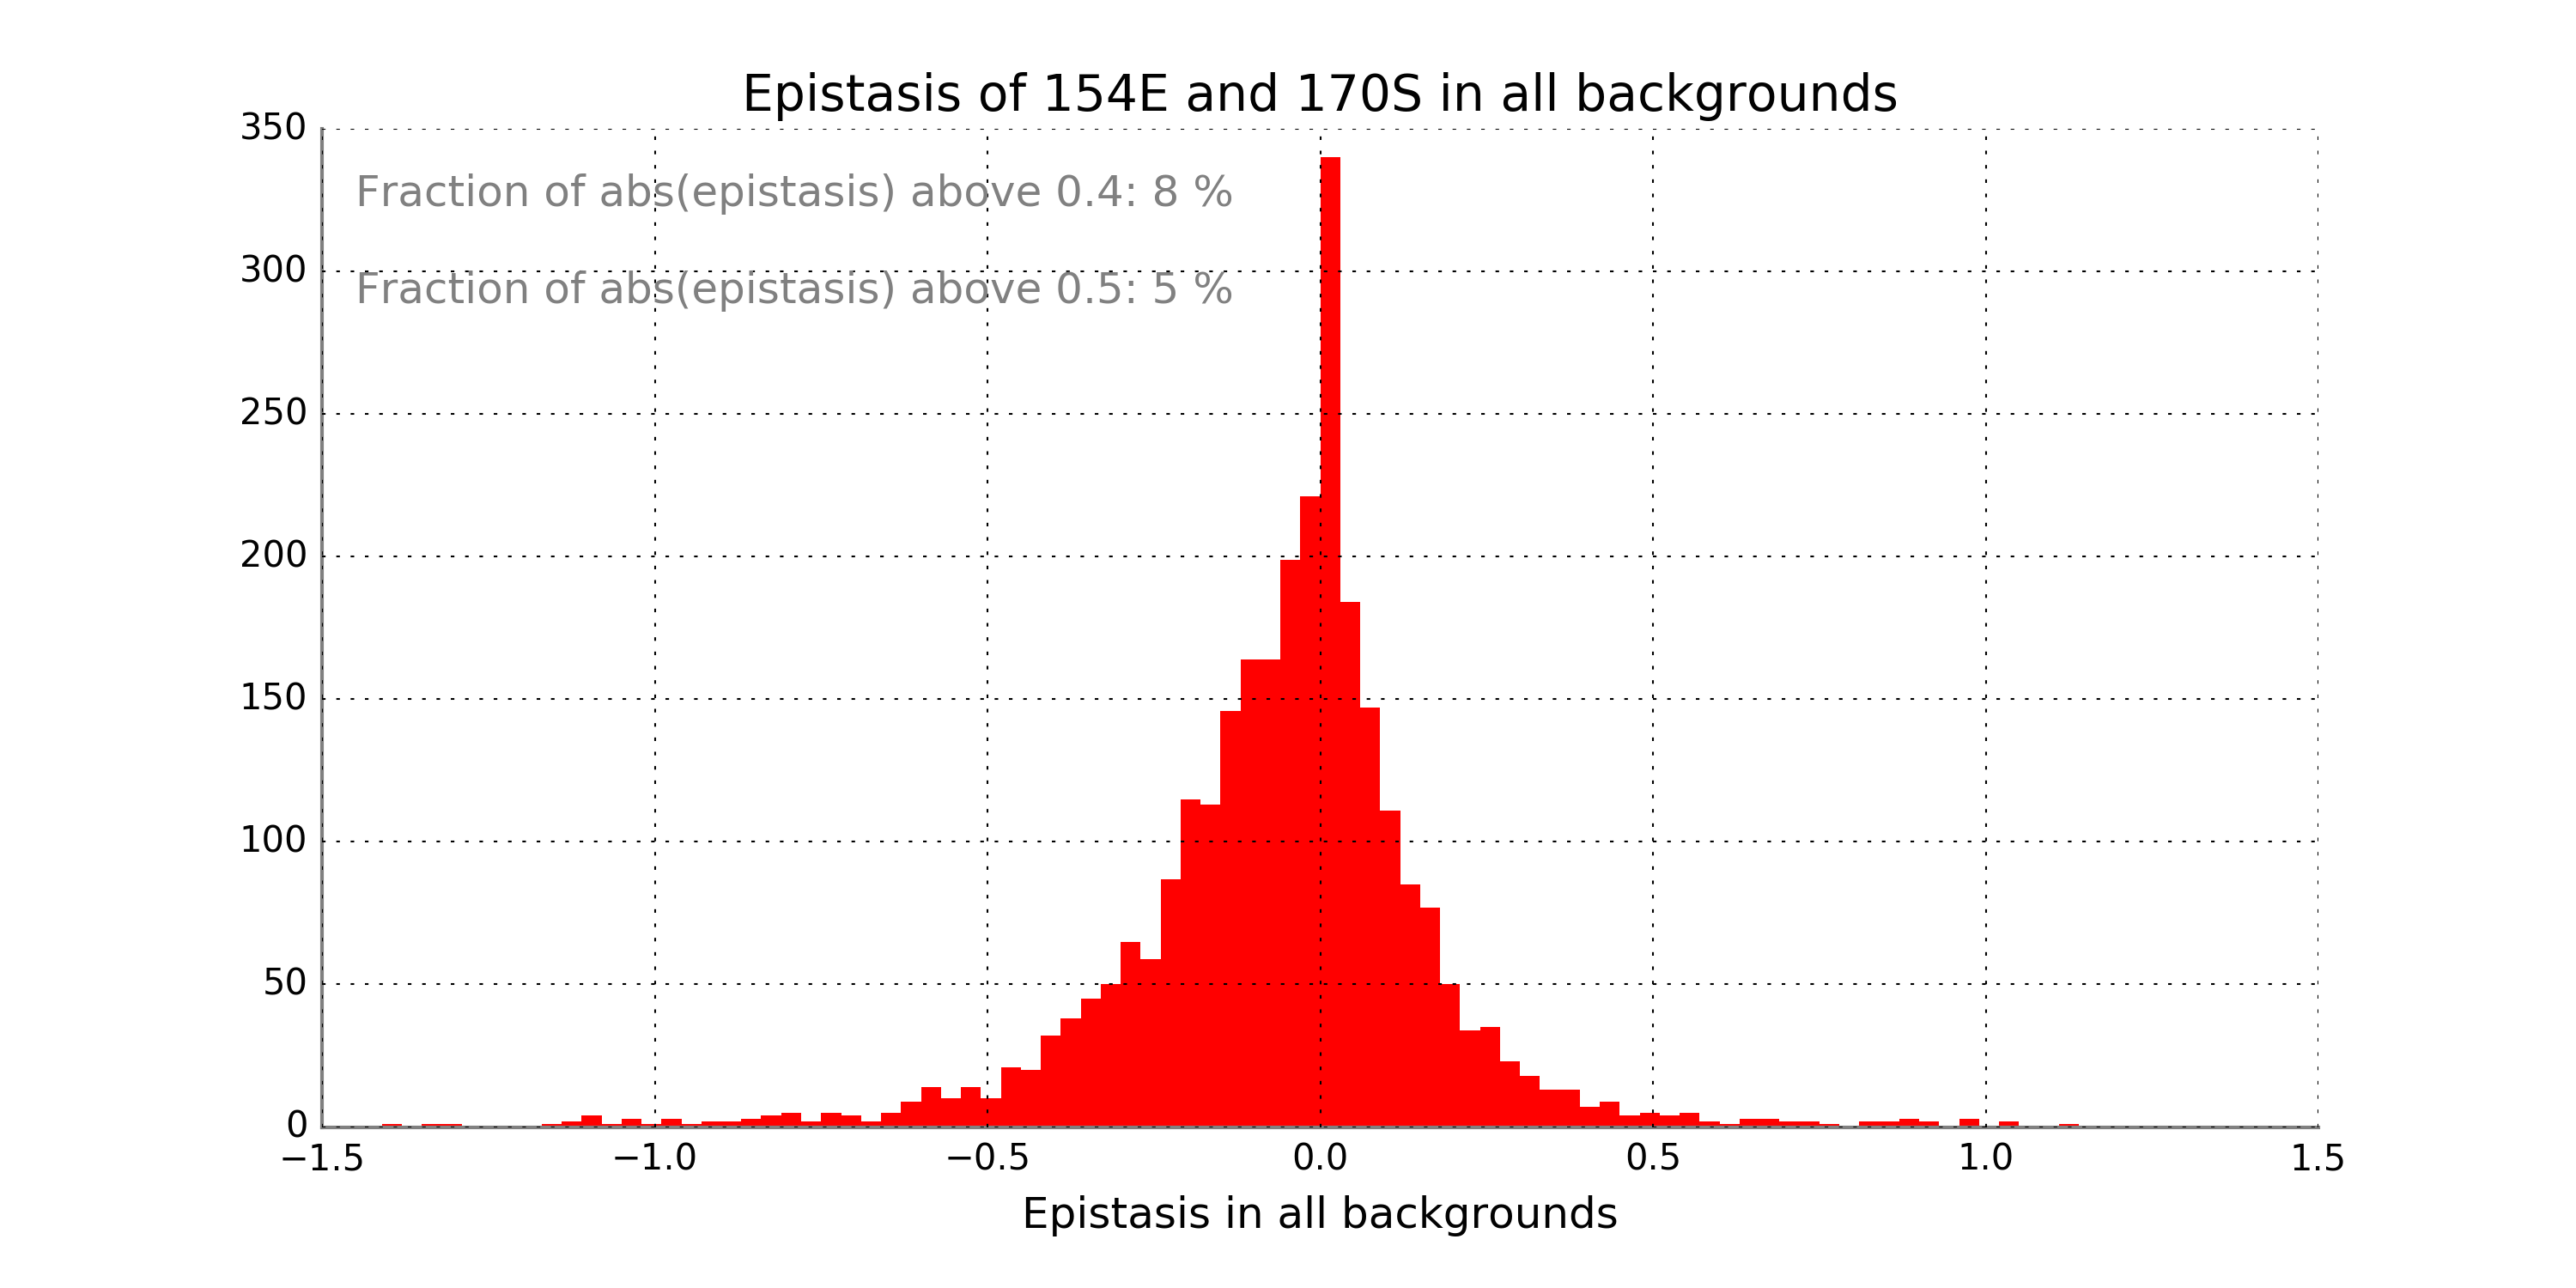 Epistasis of 154E and 170S in all backgrounds
350
Fraction of abs(epistasis) above 0.4: 8 %
300
Fraction of abs(epistasis) above 0.5: 5 %
250
200
150
100
50
0
−1.5 −1.0 −0.5 0.0 0.5 1.0 1.5
Epistasis in all backgrounds